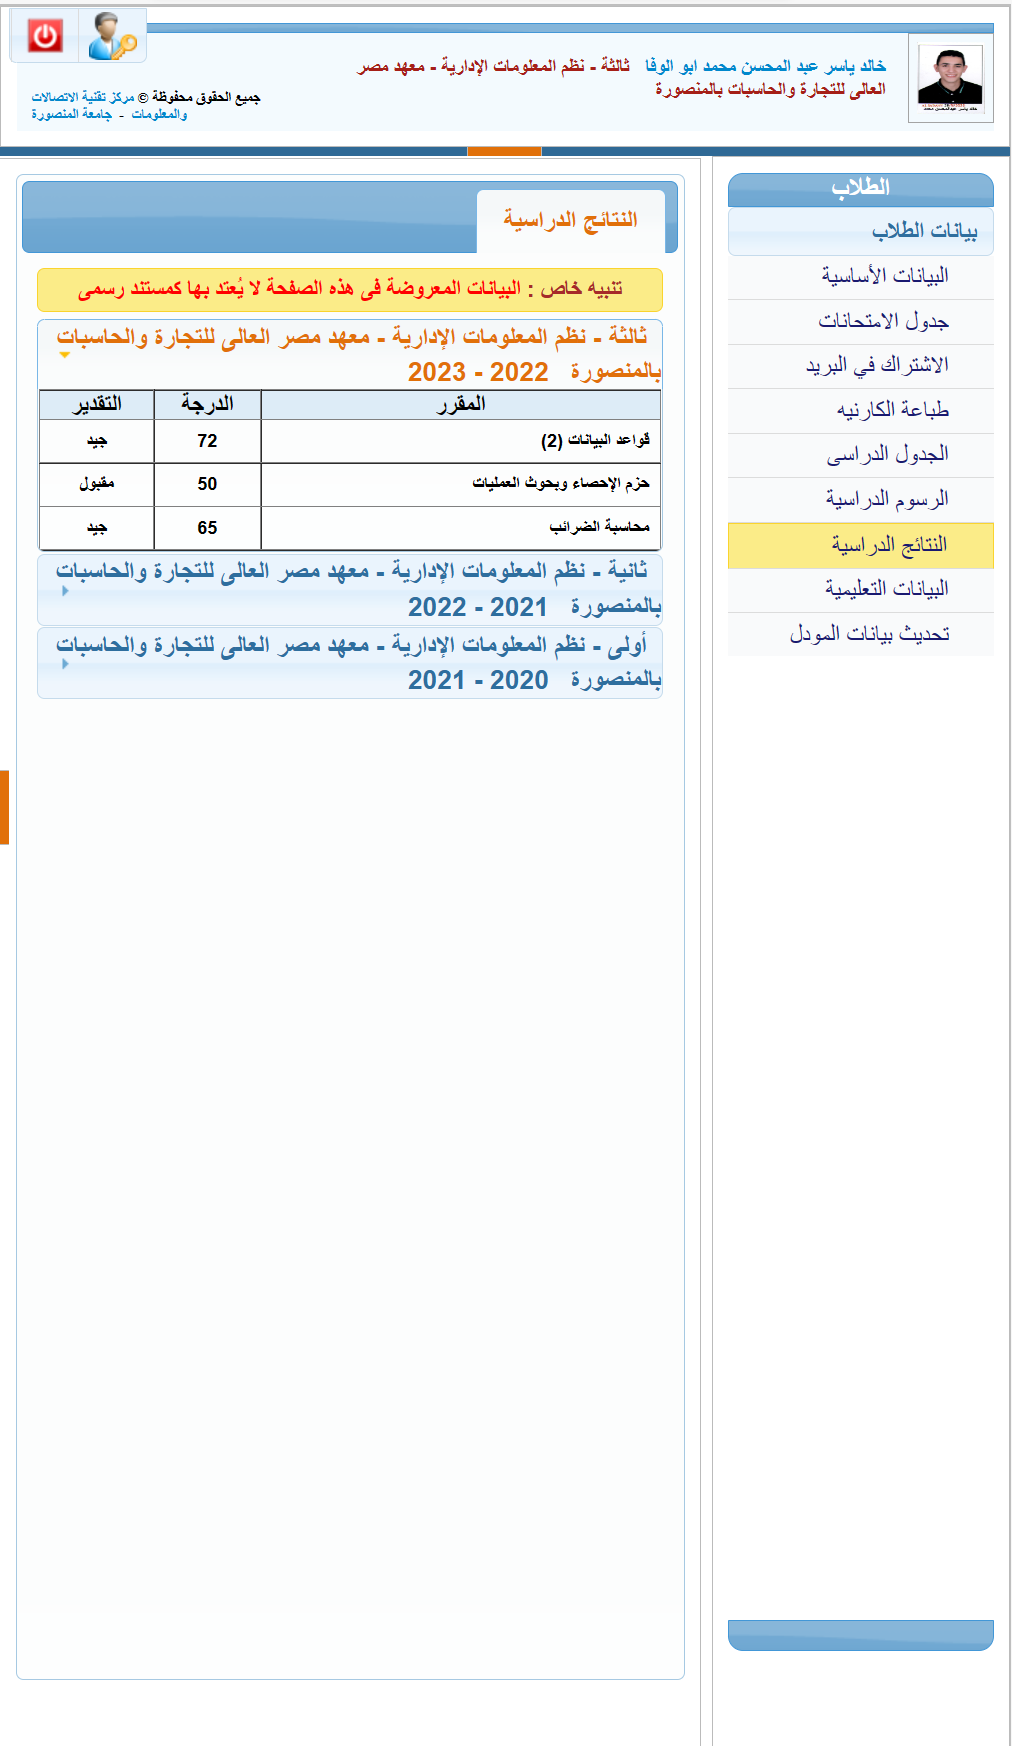 خالد ياسر عبد المحسن محمد ابو الوفا ثالثة - نظم المعلومات الإدارية - معهد مصر
العالى للتجارة والحاسبات بالمنصورة
جميع الحقوق محفوظة © مركز تقنية الاتصالات
والمعلومات - جامعة المنصورة
الطلاب
بيانات الطلاب
البيانات الأساسية
جدول الامتحانات
الاشتراك في البريد
طباعة الكارنيه
الجدول الدراسى
الرسوم الدراسية
النتائج الدراسية
البيانات التعليمية
تحديث بيانات المودل
النتائج الدراسية
تنبيه خاص : البيانات المعروضة فى هذه الصفحة لا يُعتد بها كمستند رسمى
ثالثة - نظم المعلومات الإدارية - معهد مصر العالى للتجارة والحاسبات
بالمنصورة 2022 - 2023
المقرر الدرجة التقدير
قواعد البيانات (2) 72 جيد
حزم الإحصاء وبحوث العمليات 50 مقبول
محاسبة الضرائب 65 جيد
ثانية - نظم المعلومات الإدارية - معهد مصر العالى للتجارة والحاسبات
بالمنصورة 2021 - 2022
أولى - نظم المعلومات الإدارية - معهد مصر العالى للتجارة والحاسبات
بالمنصورة 2020 - 2021